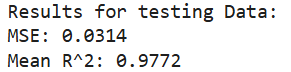 Results for testing Data:
MSE: 0.0314
Mean R^2: 0.9772